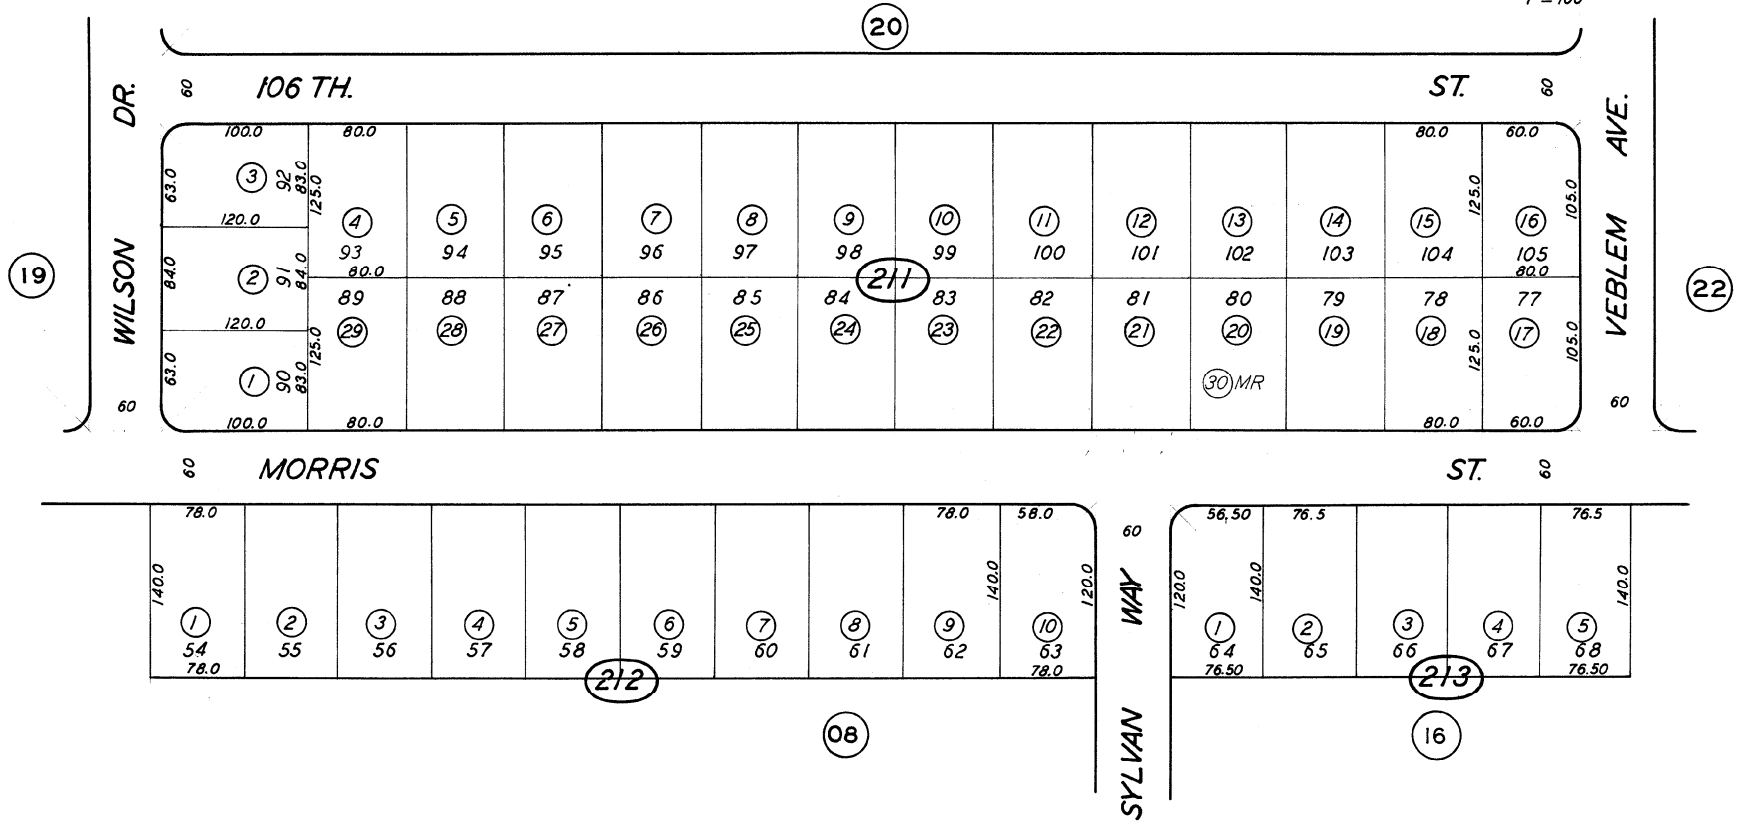 20
60 106 TH. ST. 60
WILSON DR.
VEBLEM AVE.
19
22
100.0 80.0 80.0 60.0
63.0 3 92 83.0 125.0 125.0 105.0
120.0
4 5 6 7 8 9 10 11 12 13 14 15 16
93 94 95 96 97 98 99 100 101 102 103 104 105
84.0 2 91 84.0 80.0 211 80.0
89 88 87 86 85 84 83 82 81 80 79 78 77
120.0
29 28 27 26 25 24 23 22 21 20 19 18 17
63.0 1 90 83.0 125.0 125.0 105.0
30 MR
60 60
100.0 80.0 80.0 60.0
60 MORRIS ST. 60
78.0 78.0 58.0 56.50 76.5 76.5
60
140.0 140.0 120.0 120.0 140.0 140.0
SYLVAN WAY
1 2 3 4 5 6 7 8 9 10 1 2 3 4 5
54 55 56 57 58 59 60 61 62 63 64 65 66 67 68
78.0 78.0 76.50 76.50
212 213
08 16